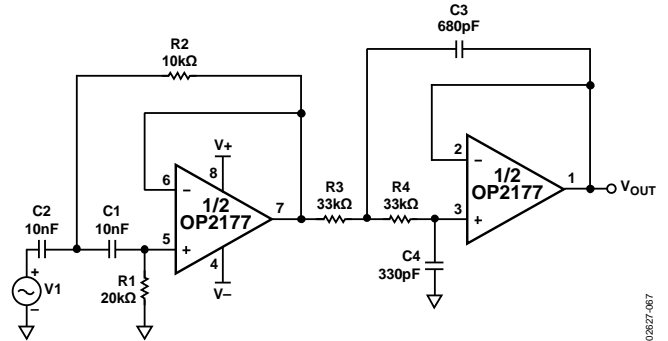 C3
680pF
R2
10kΩ
V+
6
–
8
1/2
OP2177
7
R3
33kΩ
R4
33kΩ
2
–
1/2
OP2177
1
VOUT
3
+
C2
10nF
C1
10nF
5
+
4
V–
C4
330pF
+
V1
–
R1
20kΩ
02627-067